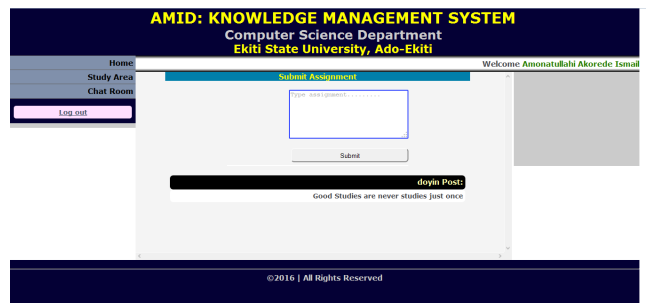 AMID: KNOWLEDGE MANAGEMENT SYSTEM
Computer Science Department
Ekiti State University, Ado-Ekiti
Home
Welcome Amonatullahi Akorede Ismail
Study Area
Submit Assignment
Chat Room
Type assignment.........
Log out
Submit
doyin Post:
Good Studies are never studies just once
©2016 | All Rights Reserved